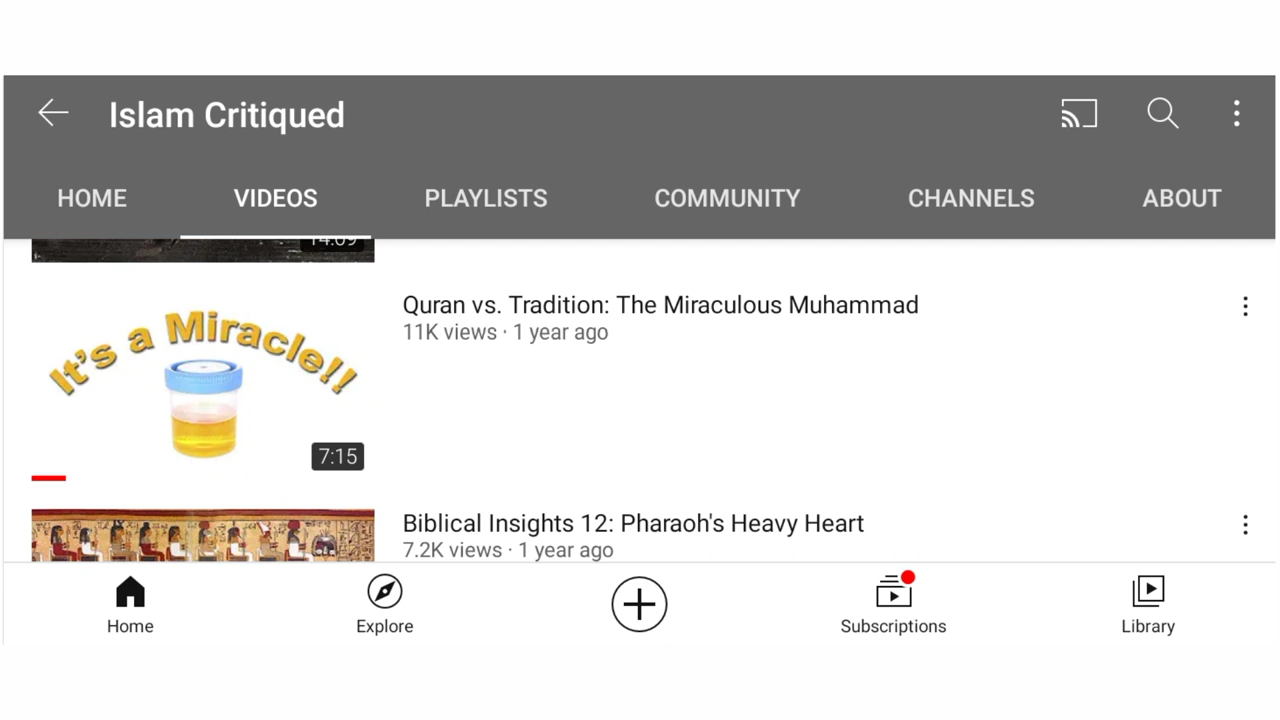 Islam Critiqued
HOME VIDEOS PLAYLISTS COMMUNITY CHANNELS ABOUT
14:09
It's a Miracle!!
7:15
Quran vs. Tradition: The Miraculous Muhammad
11K views · 1 year ago
Biblical Insights 12: Pharaoh's Heavy Heart
7.2K views · 1 year ago
Home Explore Subscriptions Library